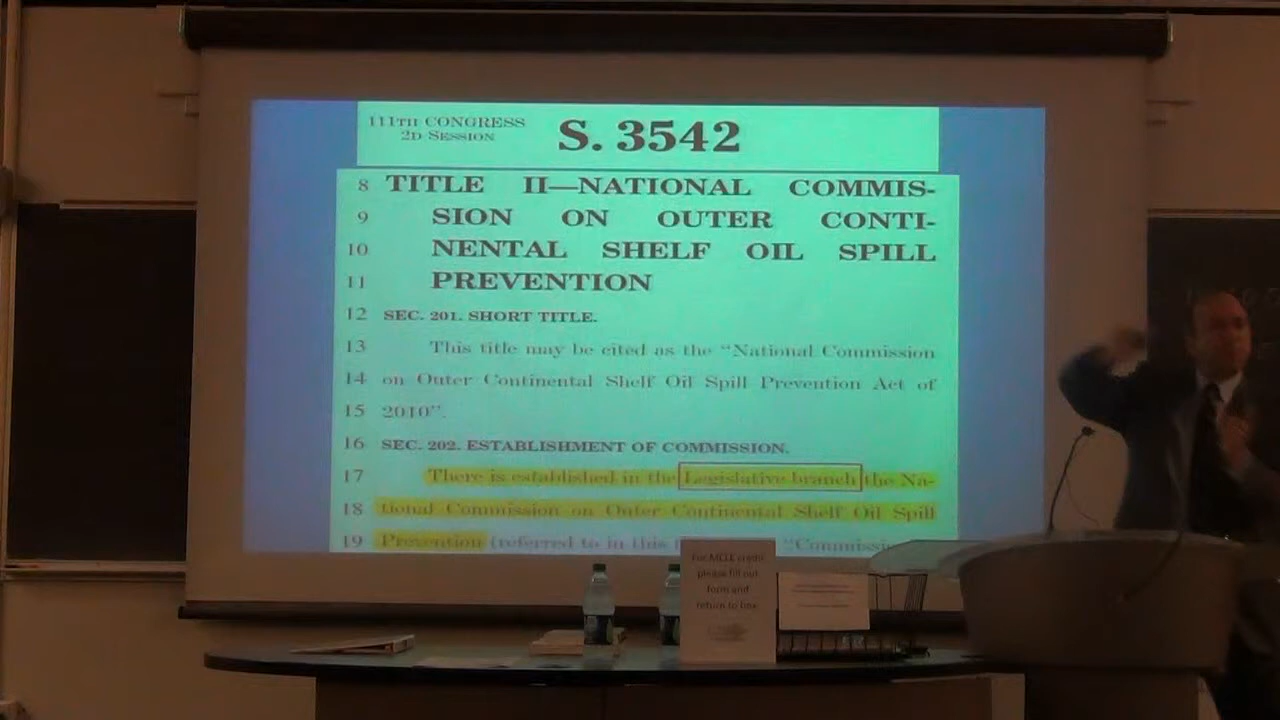 111TH CONGRESS
2D SESSION
S. 3542
8 TITLE II—NATIONAL COMMIS-
9 SION ON OUTER CONTI-
10 NENTAL SHELF OIL SPILL
11 PREVENTION
12 SEC. 201. SHORT TITLE.
13 This title may be cited as the “National Commission
14 on Outer Continental Shelf Oil Spill Prevention Act of
15 2010”.
16 SEC. 202. ESTABLISHMENT OF COMMISSION.
17 There is established in the Legislative branch the Na-
18 tional Commission on Outer Continental Shelf Oil Spill
19 Prevention (referred to in this “Commissi
For MCLE credit
please fill out
form and
return to box